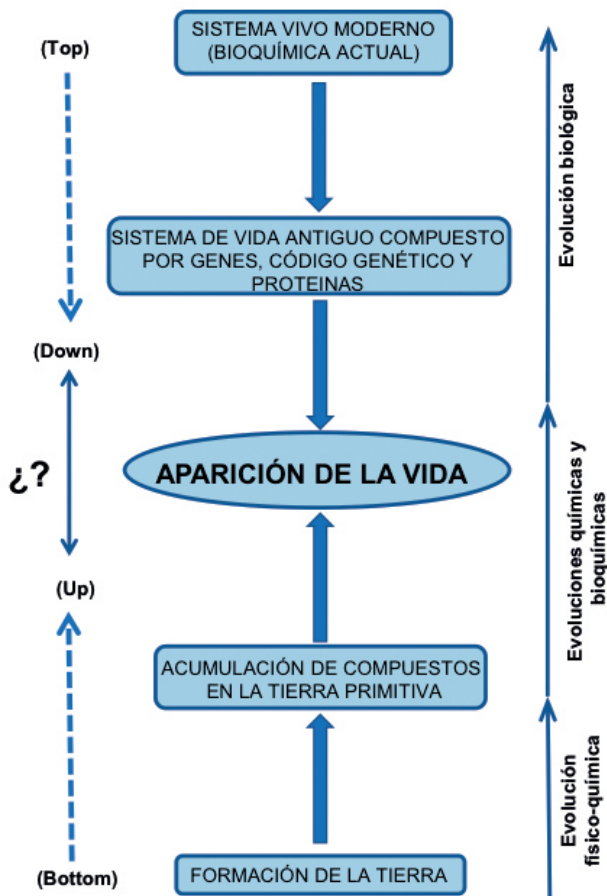 SISTEMA VIVO MODERNO
(BIOQUÍMICA ACTUAL)
(Top)
SISTEMA DE VIDA ANTIGUO COMPUESTO
POR GENES, CÓDIGO GENÉTICO Y
PROTEINAS
(Down)
¿?
APARICIÓN DE LA VIDA
(Up)
ACUMULACIÓN DE COMPUESTOS
EN LA TIERRA PRIMITIVA
(Bottom)
FORMACIÓN DE LA TIERRA
Evolución biológica
Evoluciones químicas y
bioquímicas
Evolución
físico-química